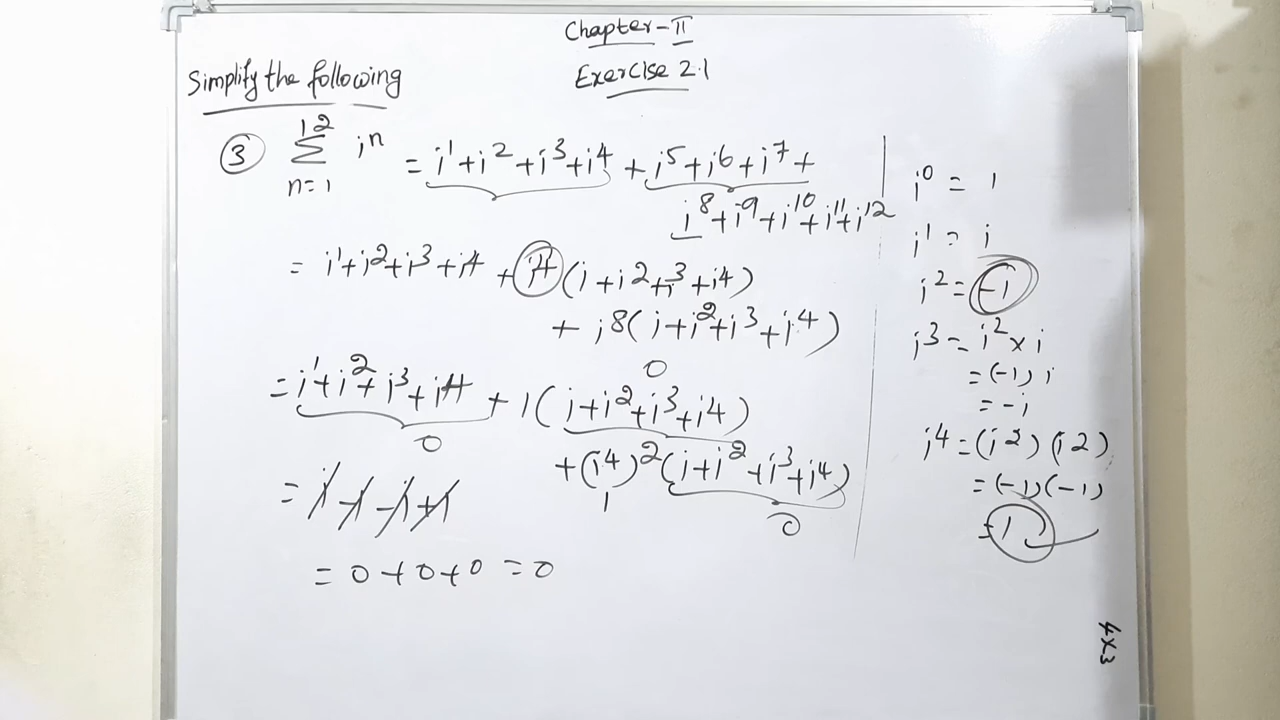 Chapter-II
Exercise 2.1
Simplify the following
③ 12 Σ n=1 iⁿ = i¹+i²+i³+i⁴ + i⁵+i⁶+i⁷+
i⁸+i⁹+i¹⁰+i¹¹+i¹²
= i¹+i²+i³+i⁴ + i⁴(i+i²+i³+i⁴)
+ i⁸(i+i²+i³+i⁴)
0
= i¹+i²+i³+i⁴ + 1(i+i²+i³+i⁴)
0
+(i⁴)²(i+i²+i³+i⁴)
1
0
= i-1-i+1
= 0+0+0 = 0
i⁰ = 1
i¹ = i
i² = -1
i³ = i²×i
= (-1) i
= -i
i⁴ = (i²)(i²)
= (-1)(-1)
= 1
4x3